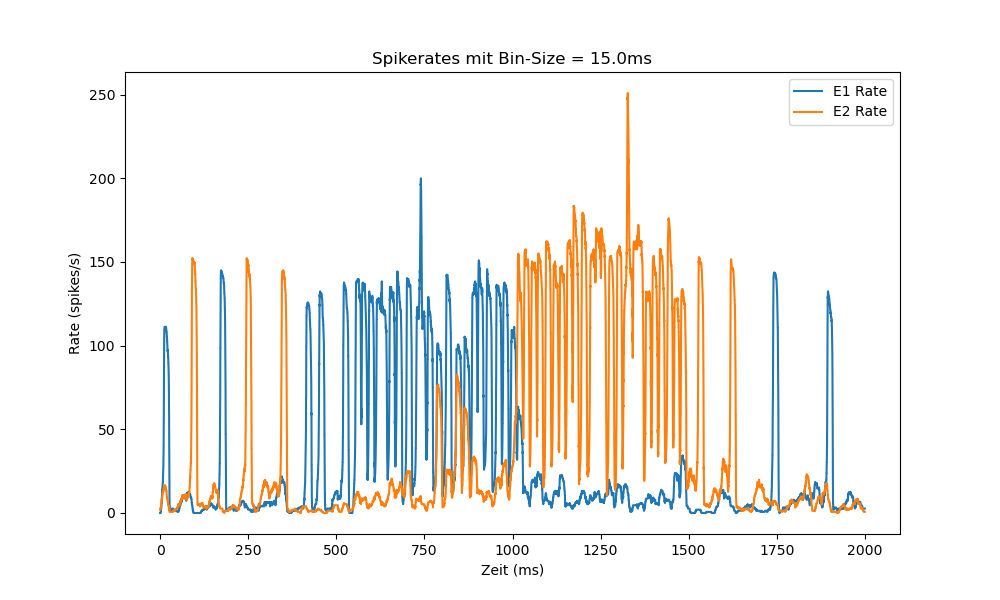 Spikerates mit Bin-Size = 15.0ms
E1 Rate
E2 Rate
Rate (spikes/s)
250
200
150
100
50
0
0 250 500 750 1000 1250 1500 1750 2000
Zeit (ms)